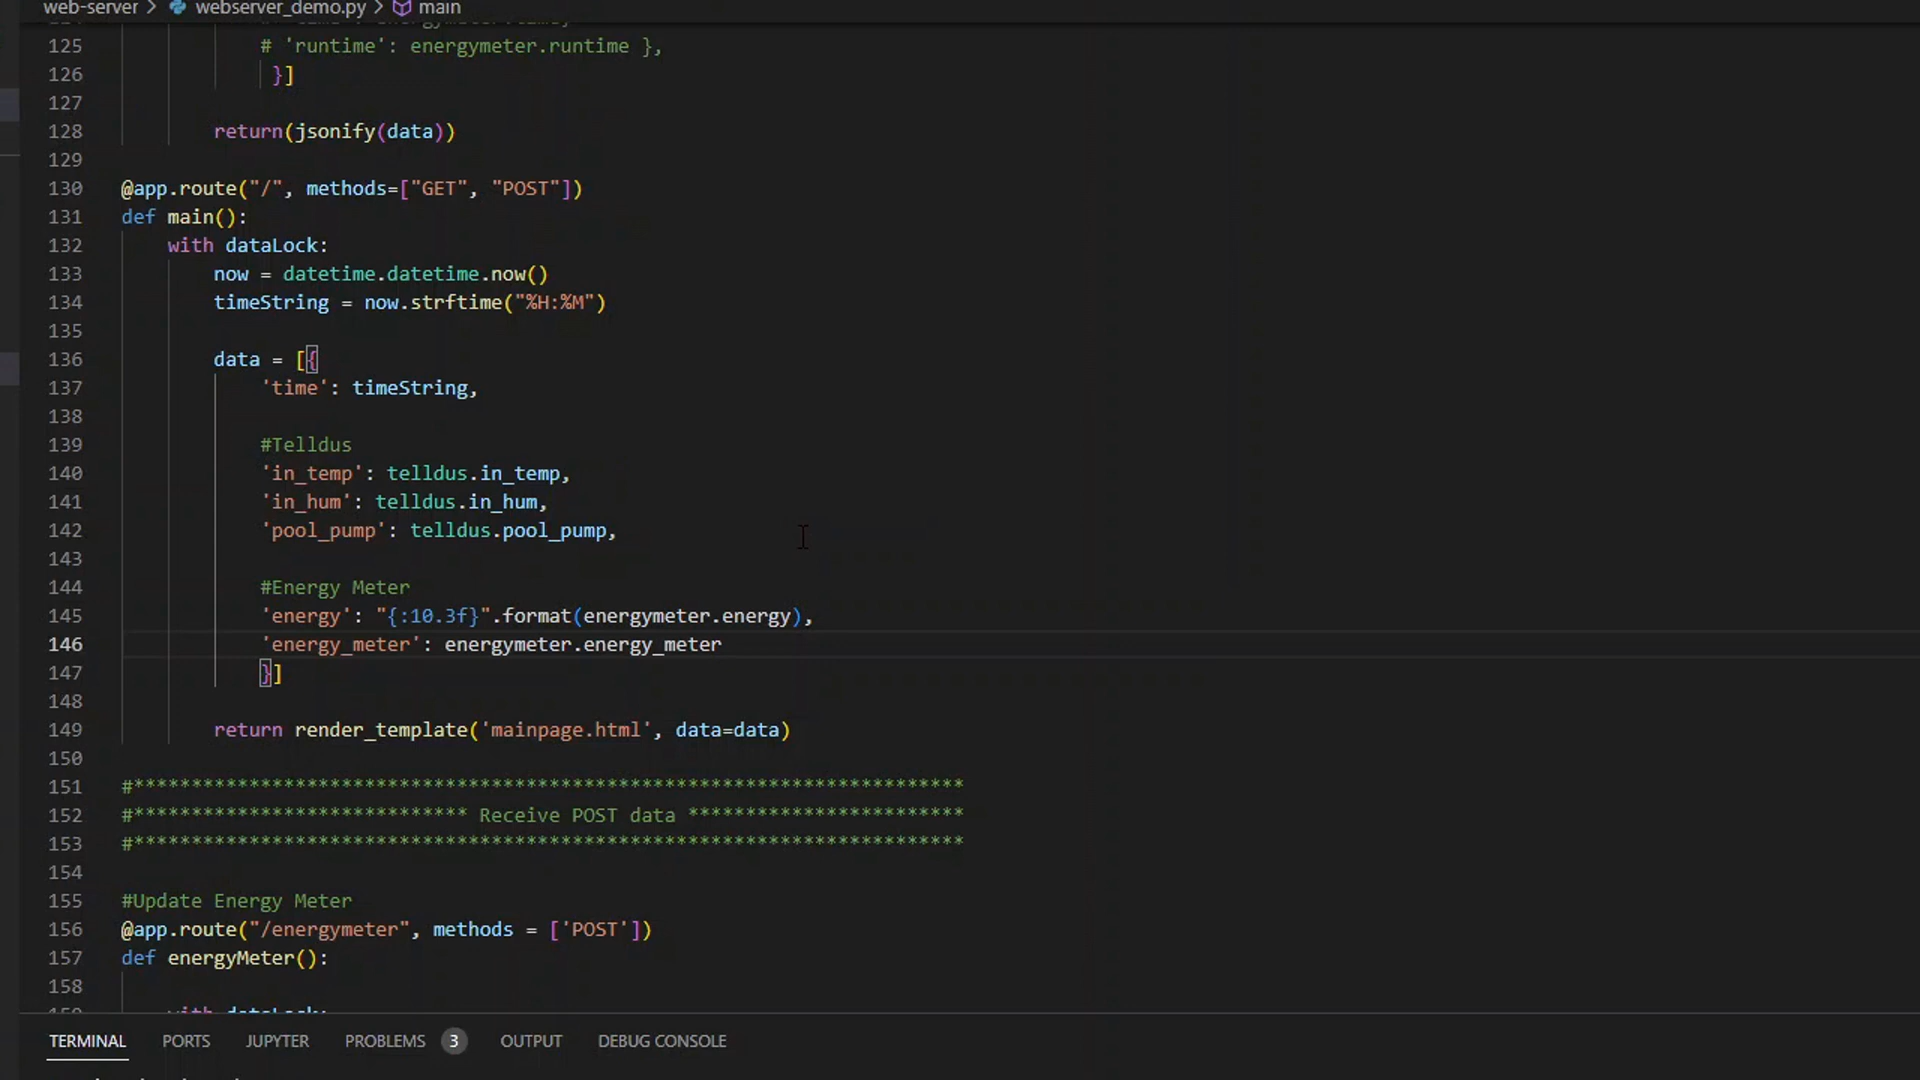 web-server > webserver_demo.py > main
125 # 'runtime': energymeter.runtime },
126 }]
127
128 return(jsonify(data))
129
130 @app.route("/", methods=["GET", "POST"])
131 def main():
132 with dataLock:
133 now = datetime.datetime.now()
134 timeString = now.strftime("%H:%M")
135
136 data = [{
137 'time': timeString,
138
139 #Telldus
140 'in_temp': telldus.in_temp,
141 'in_hum': telldus.in_hum,
142 'pool_pump': telldus.pool_pump,
143
144 #Energy Meter
145 'energy': "{:10.3f}".format(energymeter.energy),
146 'energy_meter': energymeter.energy_meter
147 }]
148
149 return render_template('mainpage.html', data=data)
150
151 #************************************************************************
152 #***************************** Receive POST data ************************
153 #************************************************************************
154
155 #Update Energy Meter
156 @app.route("/energymeter", methods = ['POST'])
157 def energyMeter():
158
159 with dataLock:
TERMINAL PORTS JUPYTER PROBLEMS 3 OUTPUT DEBUG CONSOLE